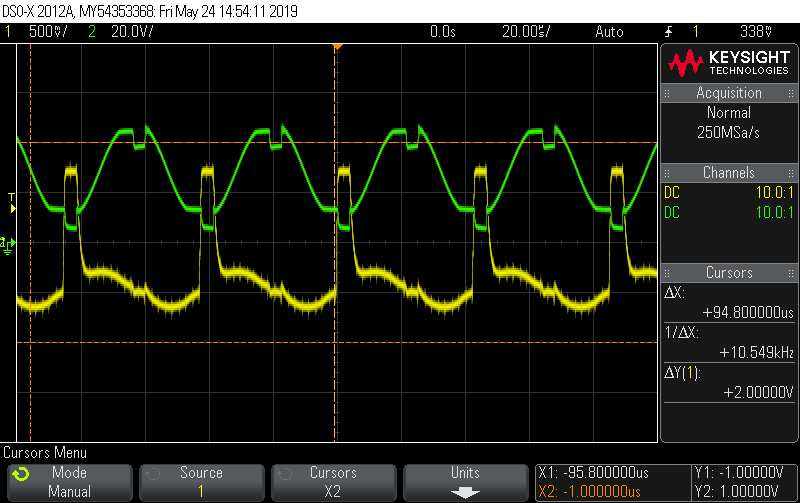 DSO-X 2012A, MY54353368: Fri May 24 14:54:11 2019
1 500mV/ 2 20.0V/ 0.0s 20.00us/ Auto 1 338mV
KEYSIGHT
TECHNOLOGIES
Acquisition
Normal
250MSa/s
Channels
DC 10.0:1
DC 10.0:1
Cursors
ΔX:
+94.800000us
1/ΔX:
+10.549kHz
ΔY(1):
+2.00000V
T
Cursors Menu
Mode
Manual
Source
1
Cursors
X2
Units
X1: -95.800000us
X2: -1.000000us
Y1: -1.00000V
Y2: 1.00000V